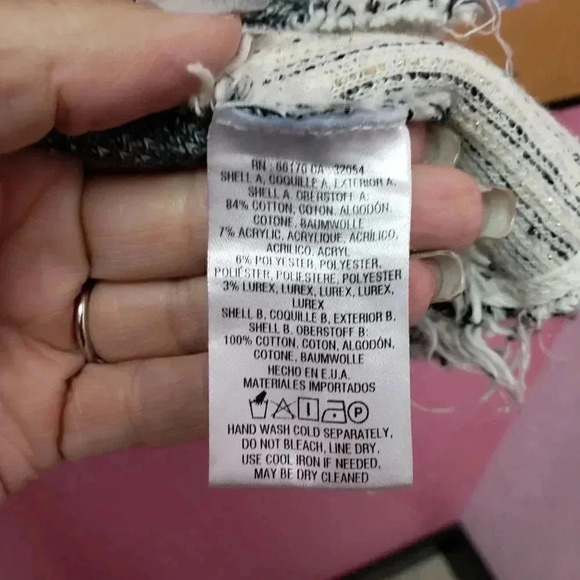 RN : 66170 CA : 32054
SHELL A, COQUILLE A, EXTERIOR A,
SHELL A, OBERSTOFF A:
84% COTTON, COTON, ALGODÓN,
COTONE, BAUMWOLLE
7% ACRYLIC, ACRYLIQUE, ACRÍLICO,
ACRILICO, ACRYL
6% POLYESTER, POLYESTER,
POLIÉSTER, POLIESTERE, POLYESTER
3% LUREX, LUREX, LUREX, LUREX,
LUREX
SHELL B, COQUILLE B, EXTERIOR B,
SHELL B, OBERSTOFF B:
100% COTTON, COTON, ALGODÓN,
COTONE, BAUMWOLLE
HECHO EN E.U.A.
MATERIALES IMPORTADOS
P
HAND WASH COLD SEPARATELY,
DO NOT BLEACH, LINE DRY,
USE COOL IRON IF NEEDED,
MAY BE DRY CLEANED